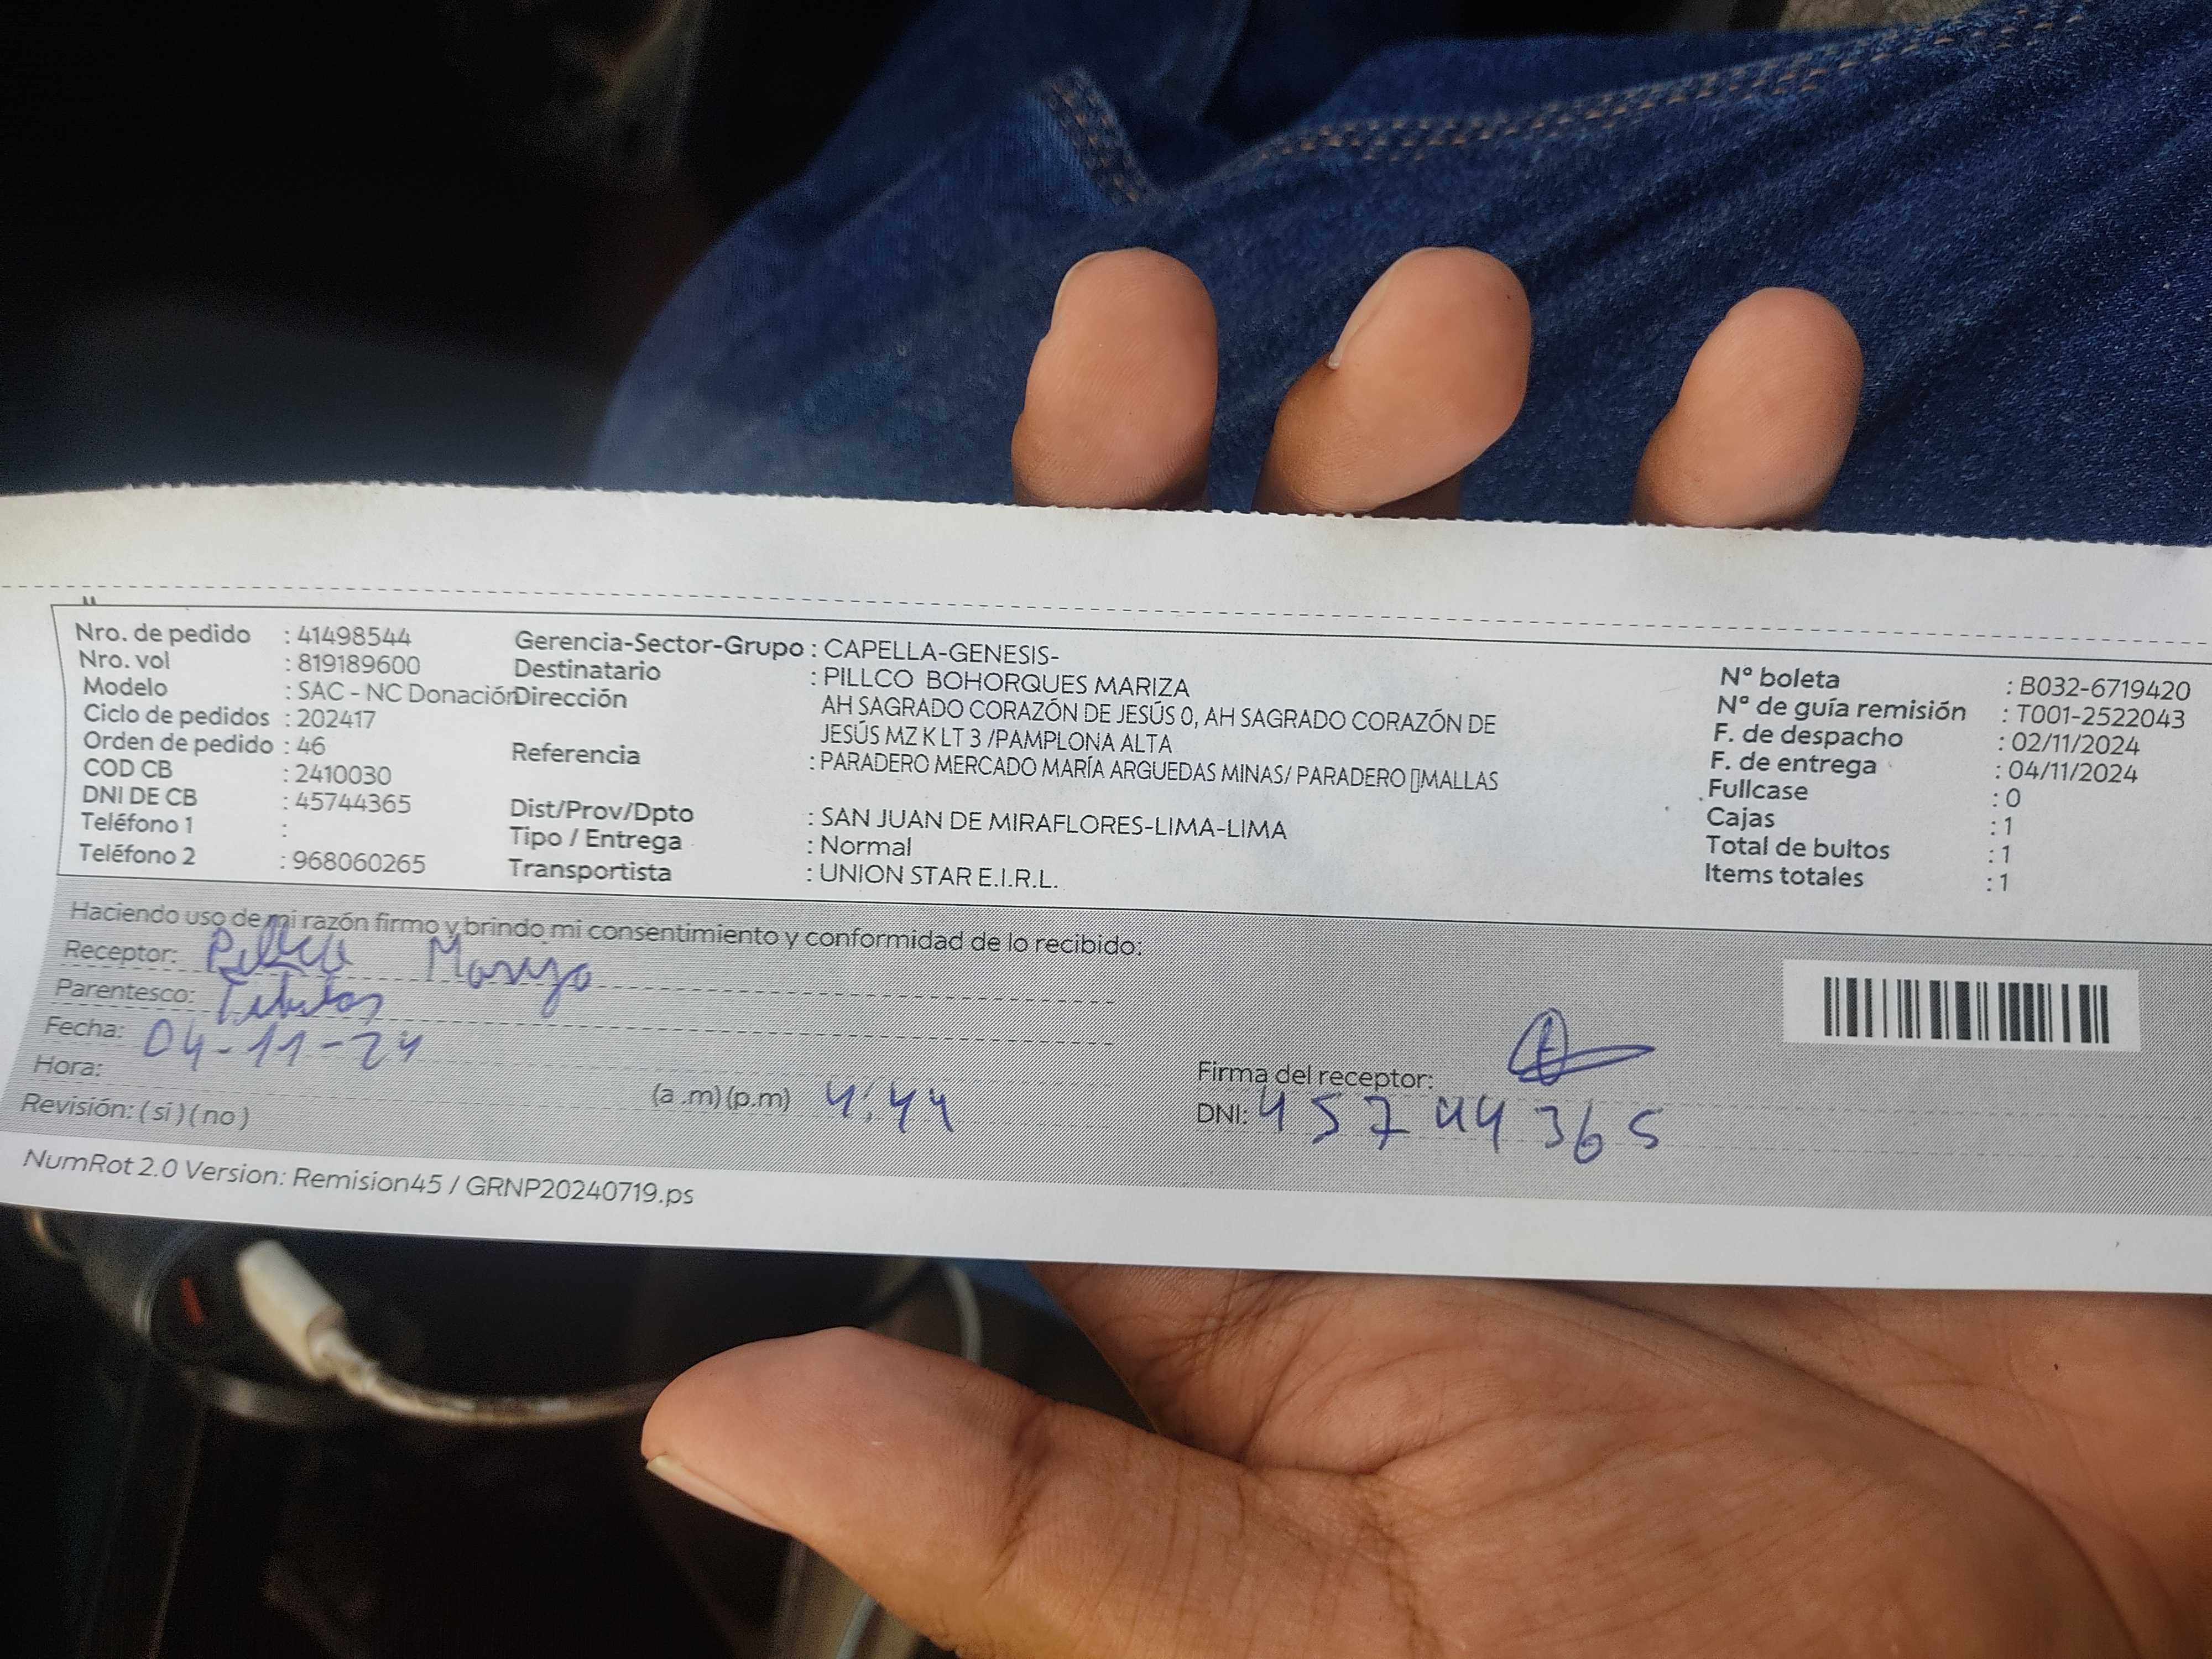 Nro. de pedido : 41498544
Nro. vol : 819189600
Modelo : SAC - NC Donación
Ciclo de pedidos : 202417
Orden de pedido : 46
COD CB : 2410030
DNI DE CB : 45744365
Teléfono 1 :
Teléfono 2 : 968060265
Gerencia-Sector-Grupo : CAPELLA-GENESIS-
Destinatario : PILLCO BOHORQUES MARIZA
Dirección AH SAGRADO CORAZÓN DE JESÚS 0, AH SAGRADO CORAZÓN DE
JESÚS MZ K LT 3 /PAMPLONA ALTA
Referencia : PARADERO MERCADO MARÍA ARGUEDAS MINAS/ PARADERO ▯MALLAS
Dist/Prov/Dpto : SAN JUAN DE MIRAFLORES-LIMA-LIMA
Tipo / Entrega : Normal
Transportista : UNION STAR E.I.R.L.
Nº boleta : B032-6719420
Nº de guía remisión : T001-2522043
F. de despacho : 02/11/2024
F. de entrega : 04/11/2024
Fullcase : 0
Cajas : 1
Total de bultos : 1
Items totales : 1
Haciendo uso de mi razón firmo y brindo mi consentimiento y conformidad de lo recibido:
Receptor: Pillco
Parentesco: Titular
Fecha: 04-11-24
Hora: (a .m) (p.m) 4:44
Revisión: ( si ) ( no )
Firma del receptor:
DNI: 45744365
NumRot 2.0 Version: Remision45 / GRNP20240719.ps